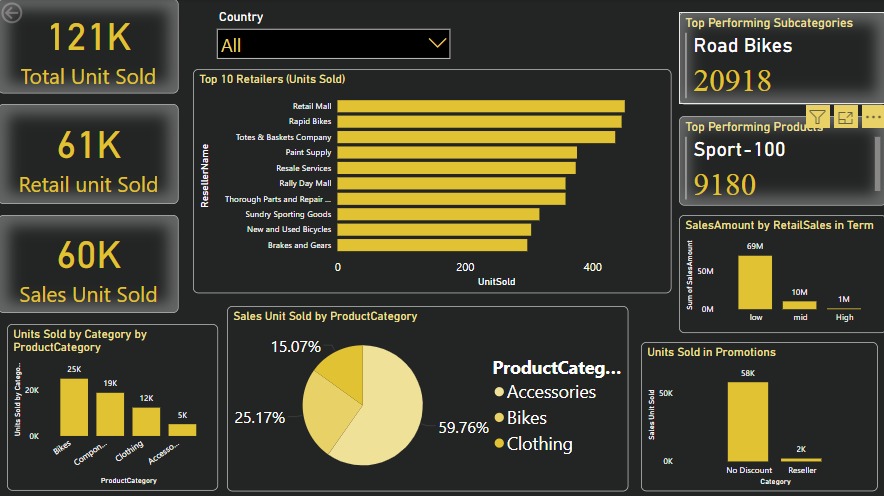 121K
Total Unit Sold
61K
Retail unit Sold
60K
Sales Unit Sold
Country
All
Top 10 Retailers (Units Sold)
ResellerName
Retail Mall
Rapid Bikes
Totes & Baskets Company
Paint Supply
Resale Services
Rally Day Mall
Thorough Parts and Repair ...
Sundry Sporting Goods
New and Used Bicycles
Brakes and Gears
0 200 400
UnitSold
Top Performing Subcategories
Road Bikes
20918
Top Performing Products
Sport-100
9180
SalesAmount by RetailSales in Term
Sum of SalesAmount
50M
0M
69M
10M
1M
low mid High
Units Sold by Category by
ProductCategory
Units Sold by Catego...
20K
0K
25K
19K
12K
5K
Bikes
Compon...
Clothing
Accesso...
ProductCategory
Sales Unit Sold by ProductCategory
15.07%
25.17%
59.76%
ProductCateg...
Accessories
Bikes
Clothing
Units Sold in Promotions
Sales Unit Sold
50K
0K
58K
2K
No Discount Reseller
Category